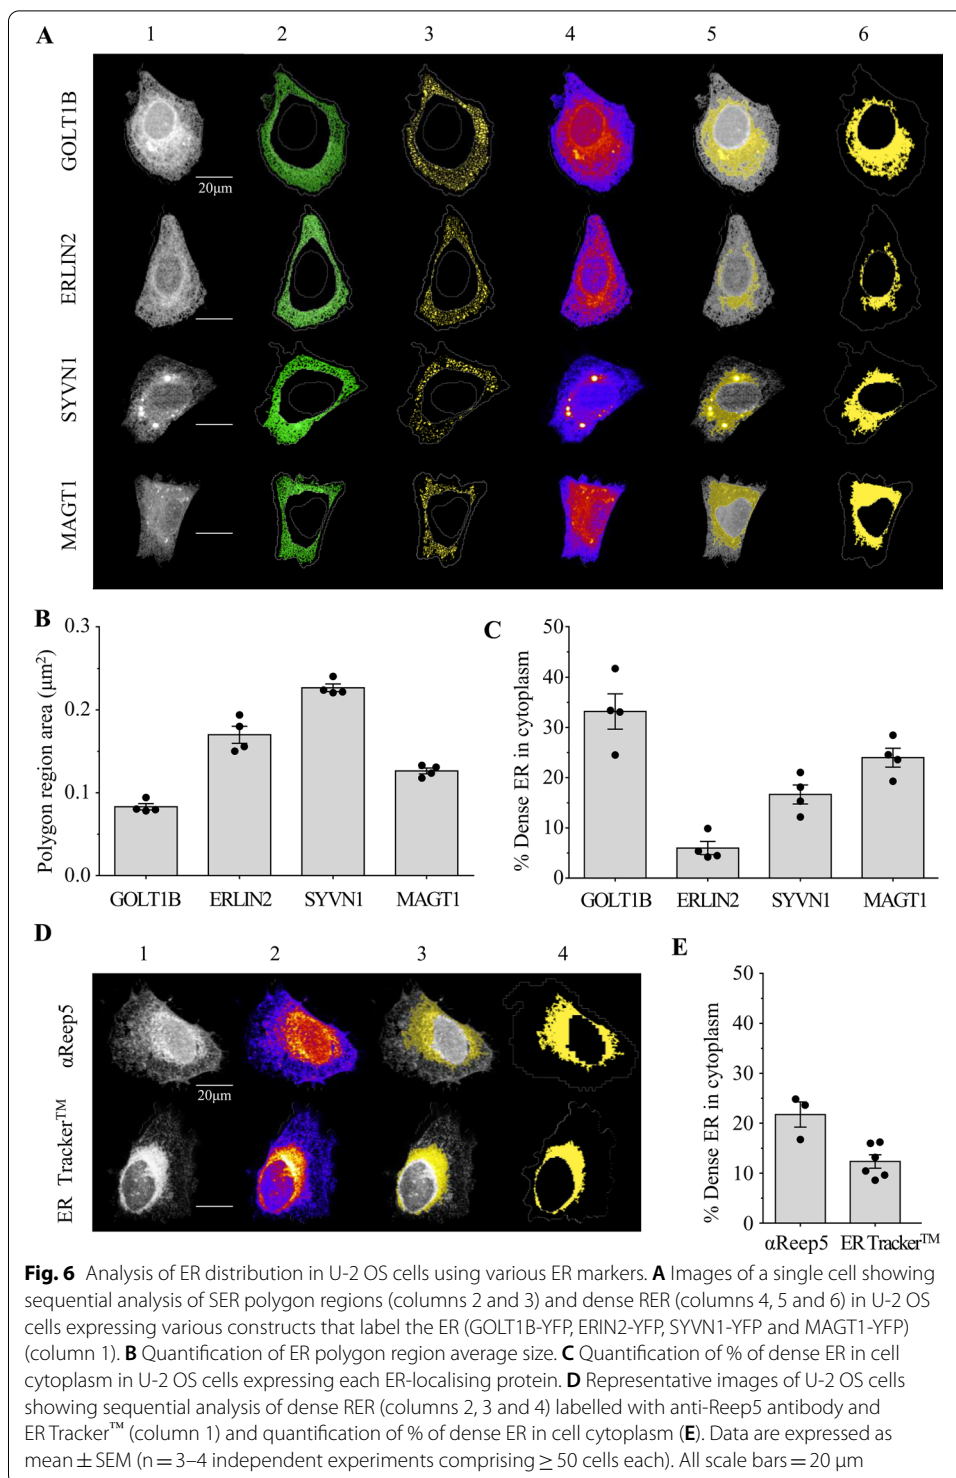 A
1 2 3 4 5 6
GOLT1B
20μm
ERLIN2
SYVN1
MAGT1
B
Polygon region area (μm²)
0.3
0.2
0.1
0.0
GOLT1B ERLIN2 SYVN1 MAGT1
C
% Dense ER in cytoplasm
50
40
30
20
10
0
GOLT1B ERLIN2 SYVN1 MAGT1
D
1 2 3 4
αReep5
20μm
ER Tracker™
E
% Dense ER in cytoplasm
50
40
30
20
10
0
αReep5 ER Tracker™
Fig. 6 Analysis of ER distribution in U-2 OS cells using various ER markers. A Images of a single cell showing
sequential analysis of SER polygon regions (columns 2 and 3) and dense RER (columns 4, 5 and 6) in U-2 OS
cells expressing various constructs that label the ER (GOLT1B-YFP, ERIN2-YFP, SYVN1-YFP and MAGT1-YFP)
(column 1). B Quantification of ER polygon region average size. C Quantification of % of dense ER in cell
cytoplasm in U-2 OS cells expressing each ER-localising protein. D Representative images of U-2 OS cells
showing sequential analysis of dense RER (columns 2, 3 and 4) labelled with anti-Reep5 antibody and
ER Tracker™ (column 1) and quantification of % of dense ER in cell cytoplasm (E). Data are expressed as
mean ± SEM (n = 3–4 independent experiments comprising ≥ 50 cells each). All scale bars = 20 μm